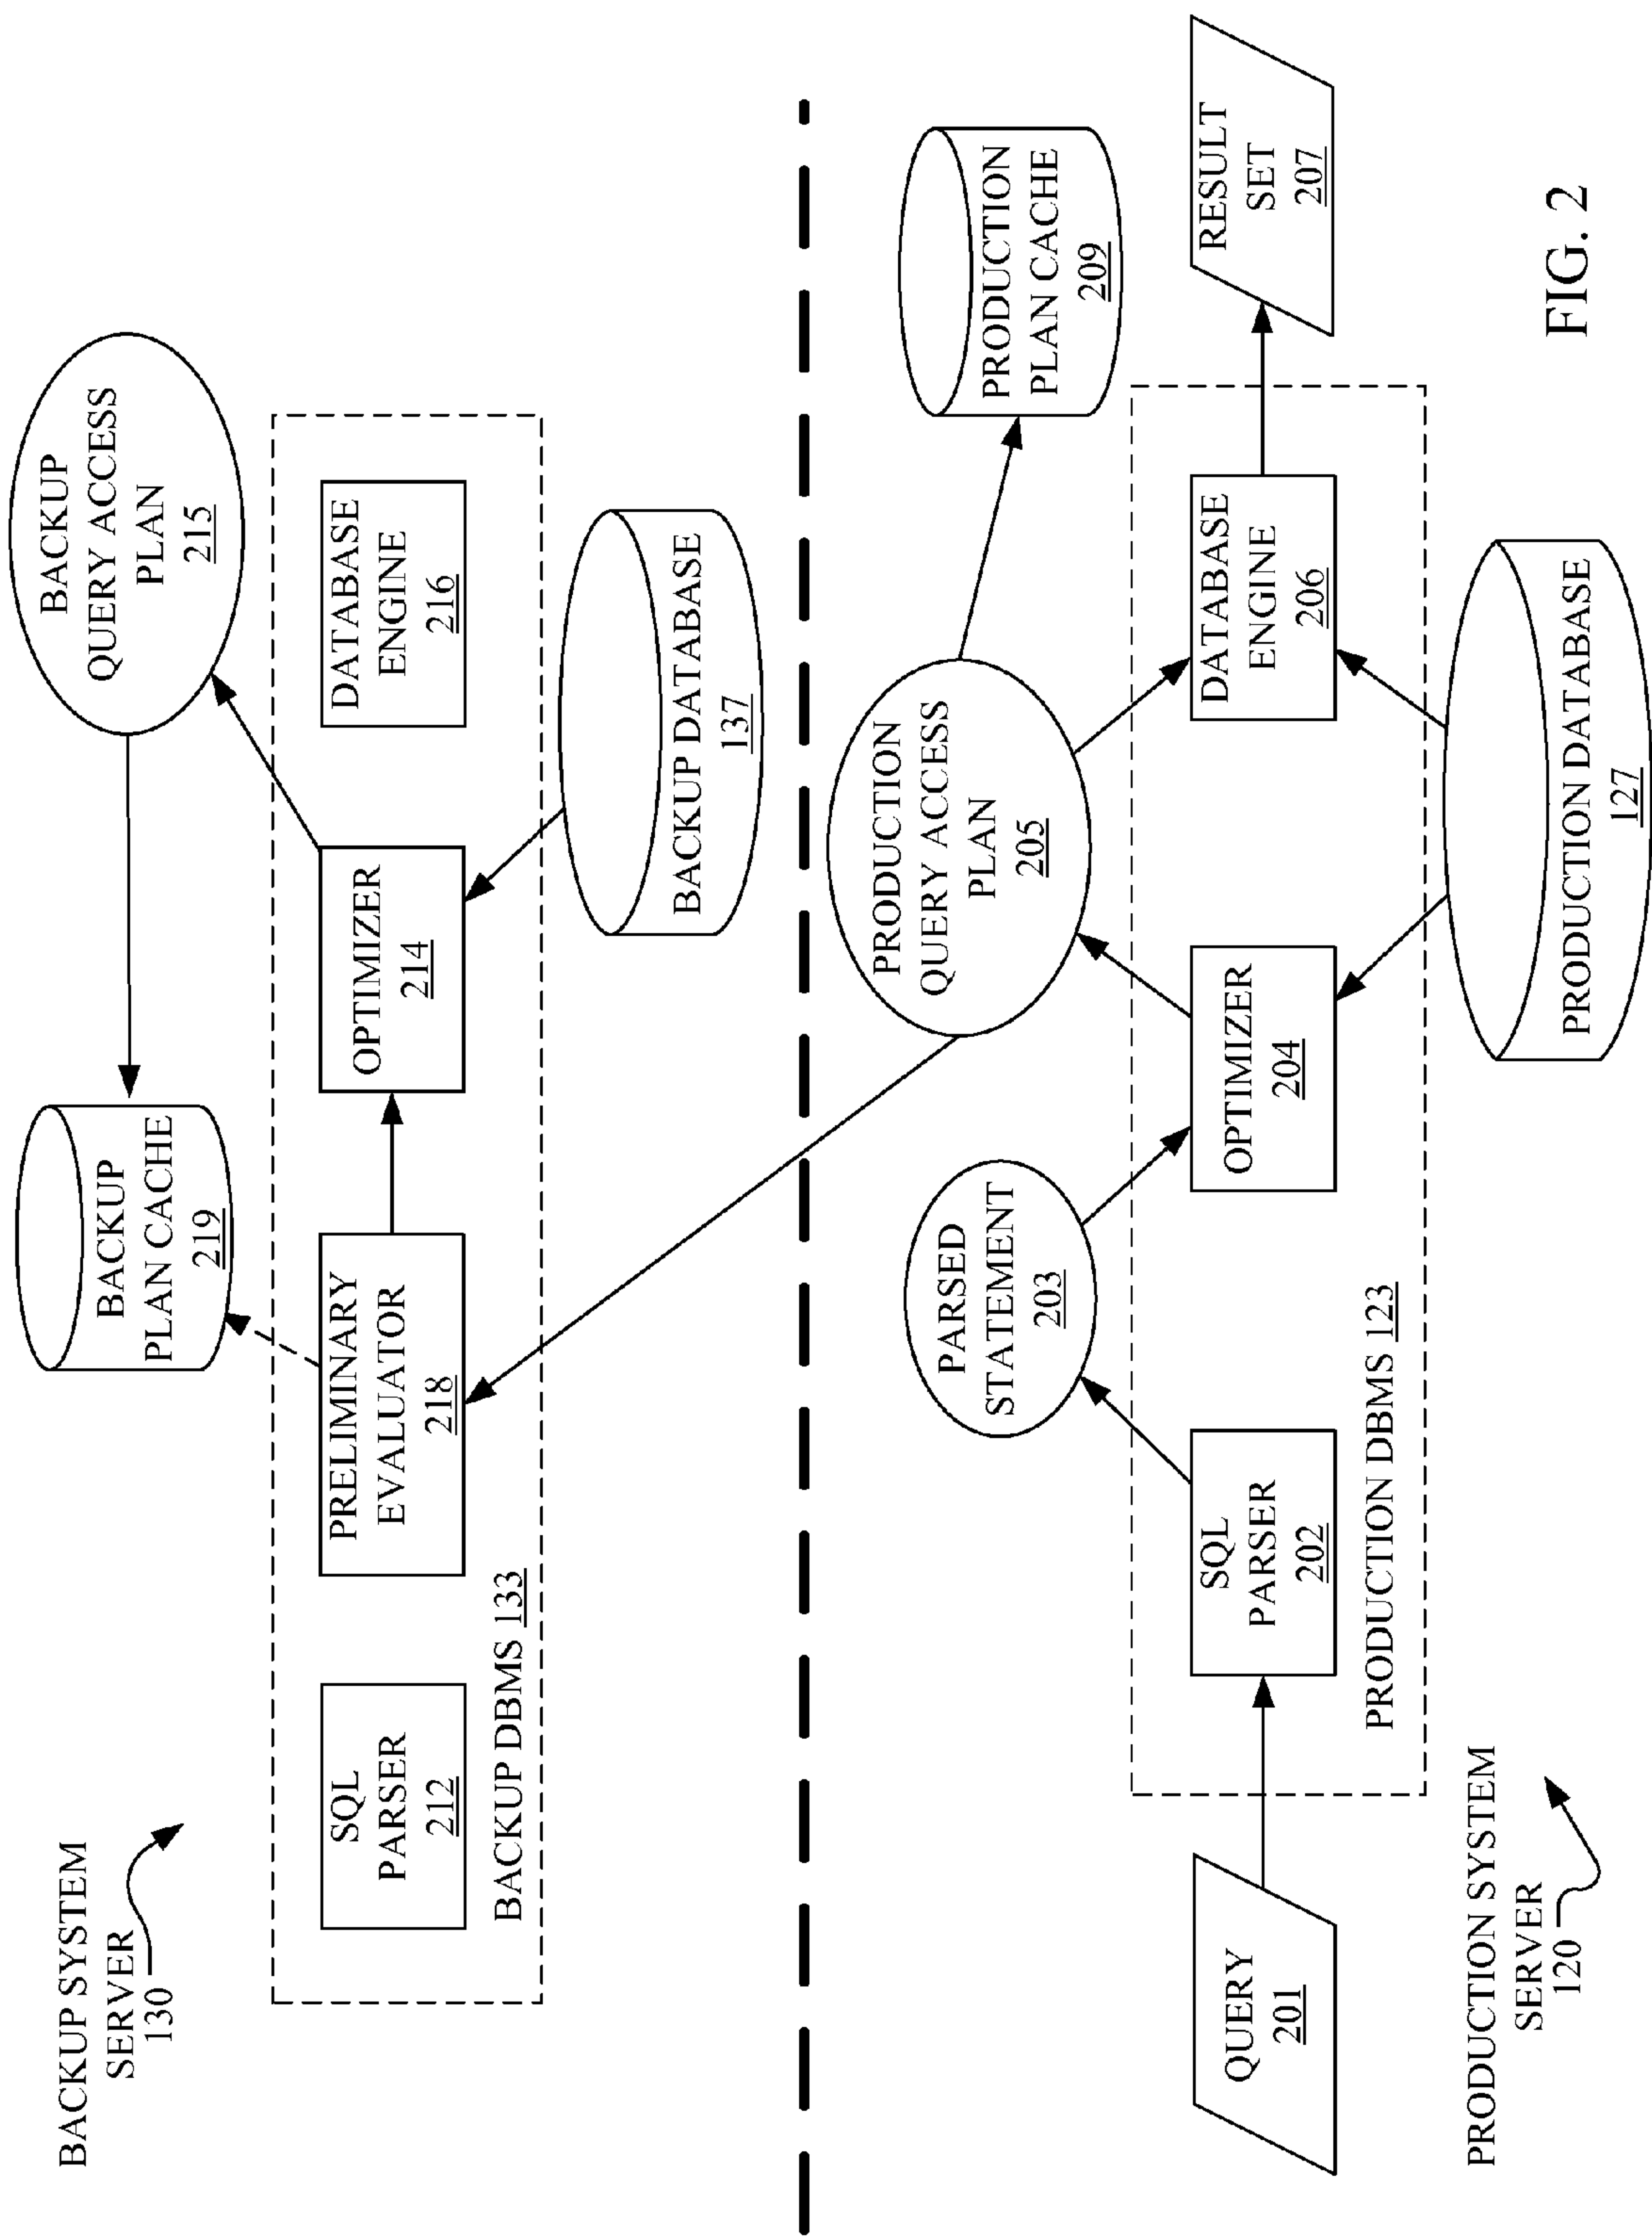 BACKUP SYSTEM
SERVER
130
BACKUP
PLAN CACHE
219
BACKUP
QUERY ACCESS
PLAN
215
SQL
PARSER
212
PRELIMINARY
EVALUATOR
218
OPTIMIZER
214
DATABASE
ENGINE
216
BACKUP DBMS 133
BACKUP DATABASE
137
PRODUCTION
QUERY ACCESS
PLAN
205
PRODUCTION
PLAN CACHE
209
PARSED
STATEMENT
203
QUERY
201
SQL
PARSER
202
OPTIMIZER
204
DATABASE
ENGINE
206
RESULT
SET
207
PRODUCTION DBMS 123
PRODUCTION SYSTEM
SERVER
120
PRODUCTION DATABASE
127
FIG. 2